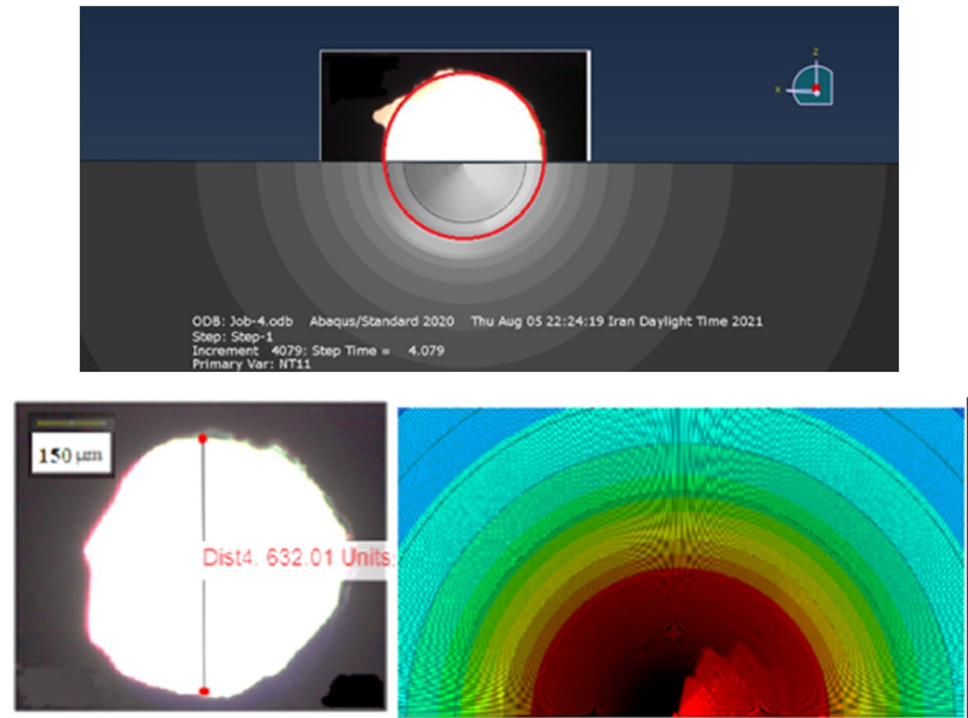 Z
X
ODB: Job-4.odb    Abaqus/Standard 2020    Thu Aug 05 22:24:19 Iran Daylight Time 2021
Step: Step-1
Increment    4079: Step Time =    4.079
Primary Var: NT11
150 μm
Dist4. 632.01 Units: